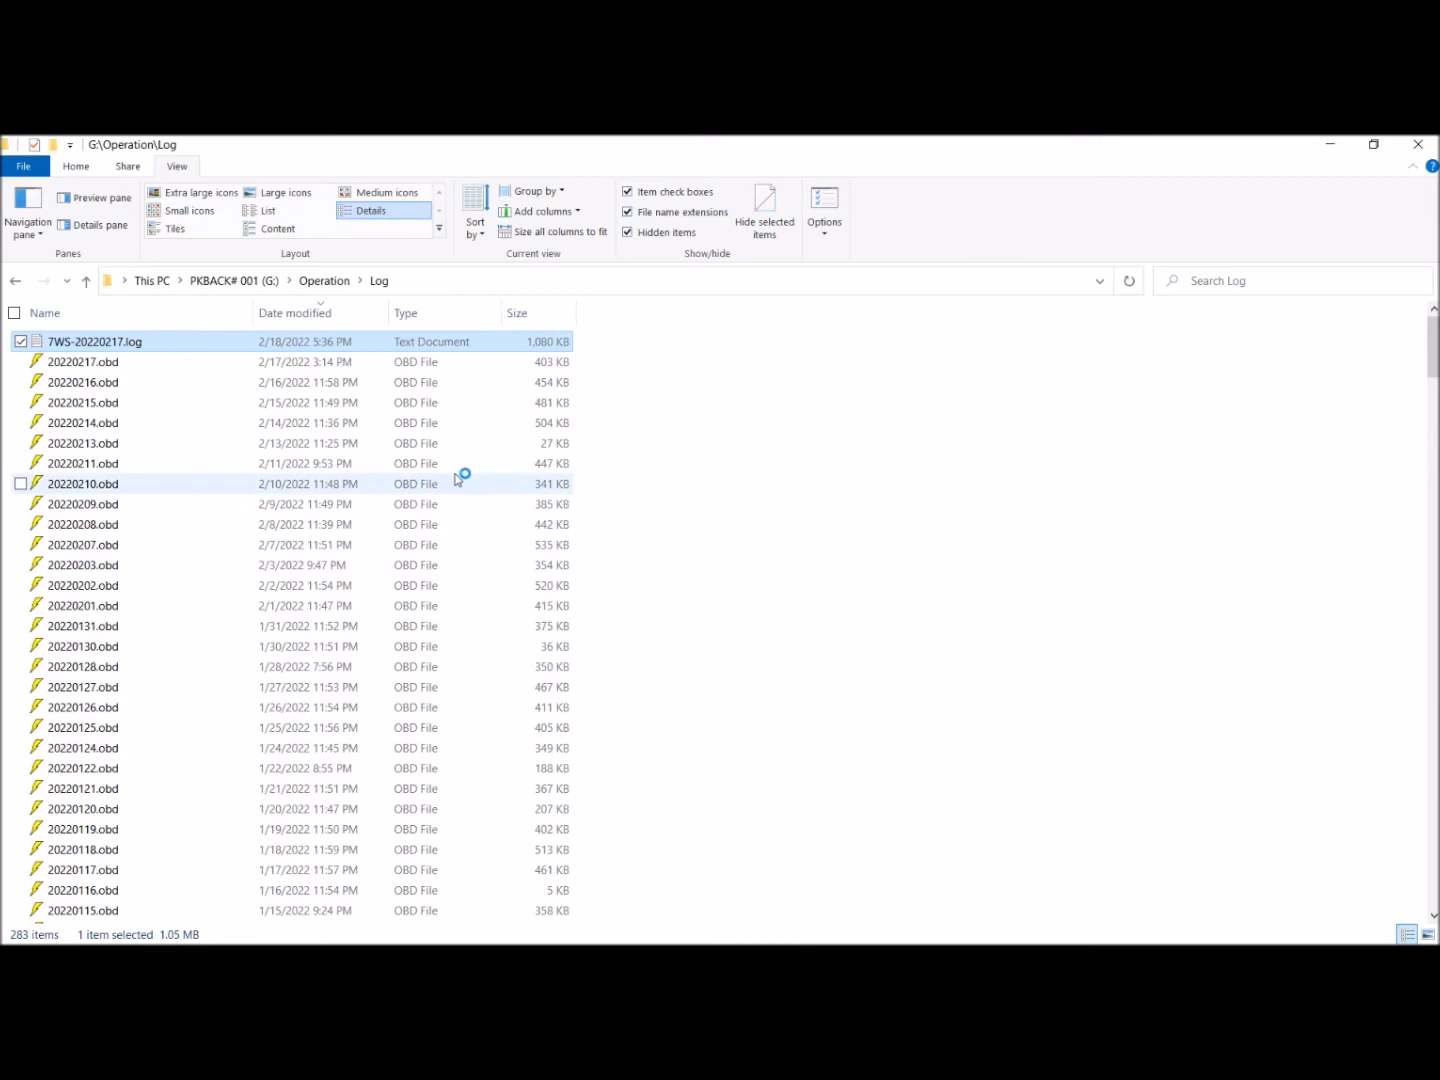 G:\Operation\Log
File Home Share View
Navigation pane Preview pane Details pane Panes
Extra large icons Large icons Medium icons
Small icons List Details
Tiles Content
Layout
Sort by Group by Add columns Size all columns to fit Current view
Item check boxes File name extensions Hidden items Hide selected items Show/hide
Options
This PC > PKBACK# 001 (G:) > Operation > Log
Search Log
Name Date modified Type Size
7WS-20220217.log 2/18/2022 5:36 PM Text Document 1,080 KB
20220217.obd 2/17/2022 3:14 PM OBD File 403 KB
20220216.obd 2/16/2022 11:58 PM OBD File 454 KB
20220215.obd 2/15/2022 11:49 PM OBD File 481 KB
20220214.obd 2/14/2022 11:36 PM OBD File 504 KB
20220213.obd 2/13/2022 11:25 PM OBD File 27 KB
20220211.obd 2/11/2022 9:53 PM OBD File 447 KB
20220210.obd 2/10/2022 11:48 PM OBD File 341 KB
20220209.obd 2/9/2022 11:49 PM OBD File 385 KB
20220208.obd 2/8/2022 11:39 PM OBD File 442 KB
20220207.obd 2/7/2022 11:51 PM OBD File 535 KB
20220203.obd 2/3/2022 9:47 PM OBD File 354 KB
20220202.obd 2/2/2022 11:54 PM OBD File 520 KB
20220201.obd 2/1/2022 11:47 PM OBD File 415 KB
20220131.obd 1/31/2022 11:52 PM OBD File 375 KB
20220130.obd 1/30/2022 11:51 PM OBD File 36 KB
20220128.obd 1/28/2022 7:56 PM OBD File 350 KB
20220127.obd 1/27/2022 11:53 PM OBD File 467 KB
20220126.obd 1/26/2022 11:54 PM OBD File 411 KB
20220125.obd 1/25/2022 11:56 PM OBD File 405 KB
20220124.obd 1/24/2022 11:45 PM OBD File 349 KB
20220122.obd 1/22/2022 8:55 PM OBD File 188 KB
20220121.obd 1/21/2022 11:51 PM OBD File 367 KB
20220120.obd 1/20/2022 11:47 PM OBD File 207 KB
20220119.obd 1/19/2022 11:50 PM OBD File 402 KB
20220118.obd 1/18/2022 11:59 PM OBD File 513 KB
20220117.obd 1/17/2022 11:57 PM OBD File 461 KB
20220116.obd 1/16/2022 11:54 PM OBD File 5 KB
20220115.obd 1/15/2022 9:24 PM OBD File 358 KB
283 items 1 item selected 1.05 MB